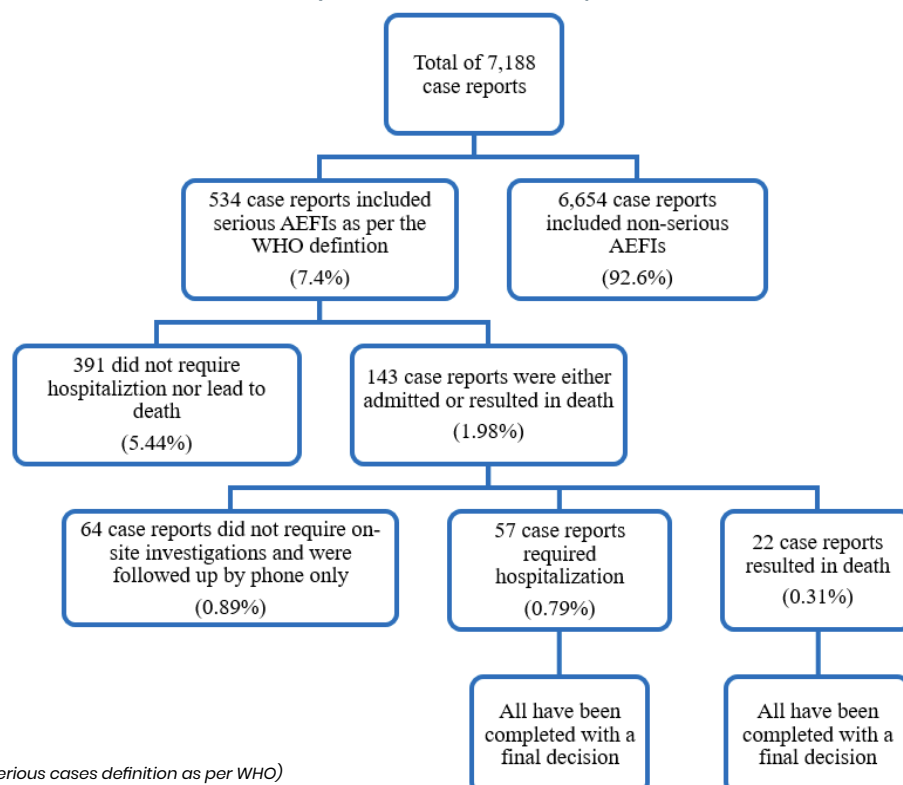 Total of 7,188
case reports
534 case reports included
serious AEFIs as per the
WHO defintion
(7.4%)
6,654 case reports
included non-serious
AEFIs
(92.6%)
391 did not require
hospitaliztion nor lead to
death
(5.44%)
143 case reports were either
admitted or resulted in death
(1.98%)
64 case reports did not require on-
site investigations and were
followed up by phone only
(0.89%)
57 case reports
required
hospitalization
(0.79%)
22 case reports
resulted in death
(0.31%)
All have been
completed with a
final decision
All have been
completed with a
final decision
erious cases definition as per WHO)